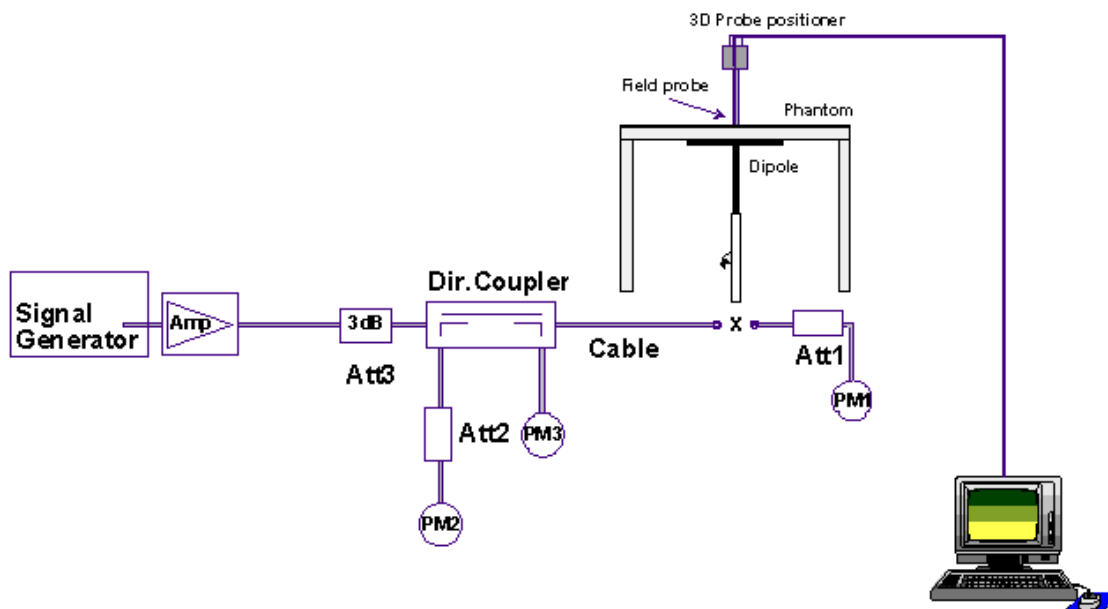 3D Probe positioner
Field probe
Phantom
Dipole
Dir.Coupler
Signal
Generator
Amp
3dB
Att3
Cable
X
Att1
PM1
Att2
PM3
PM2